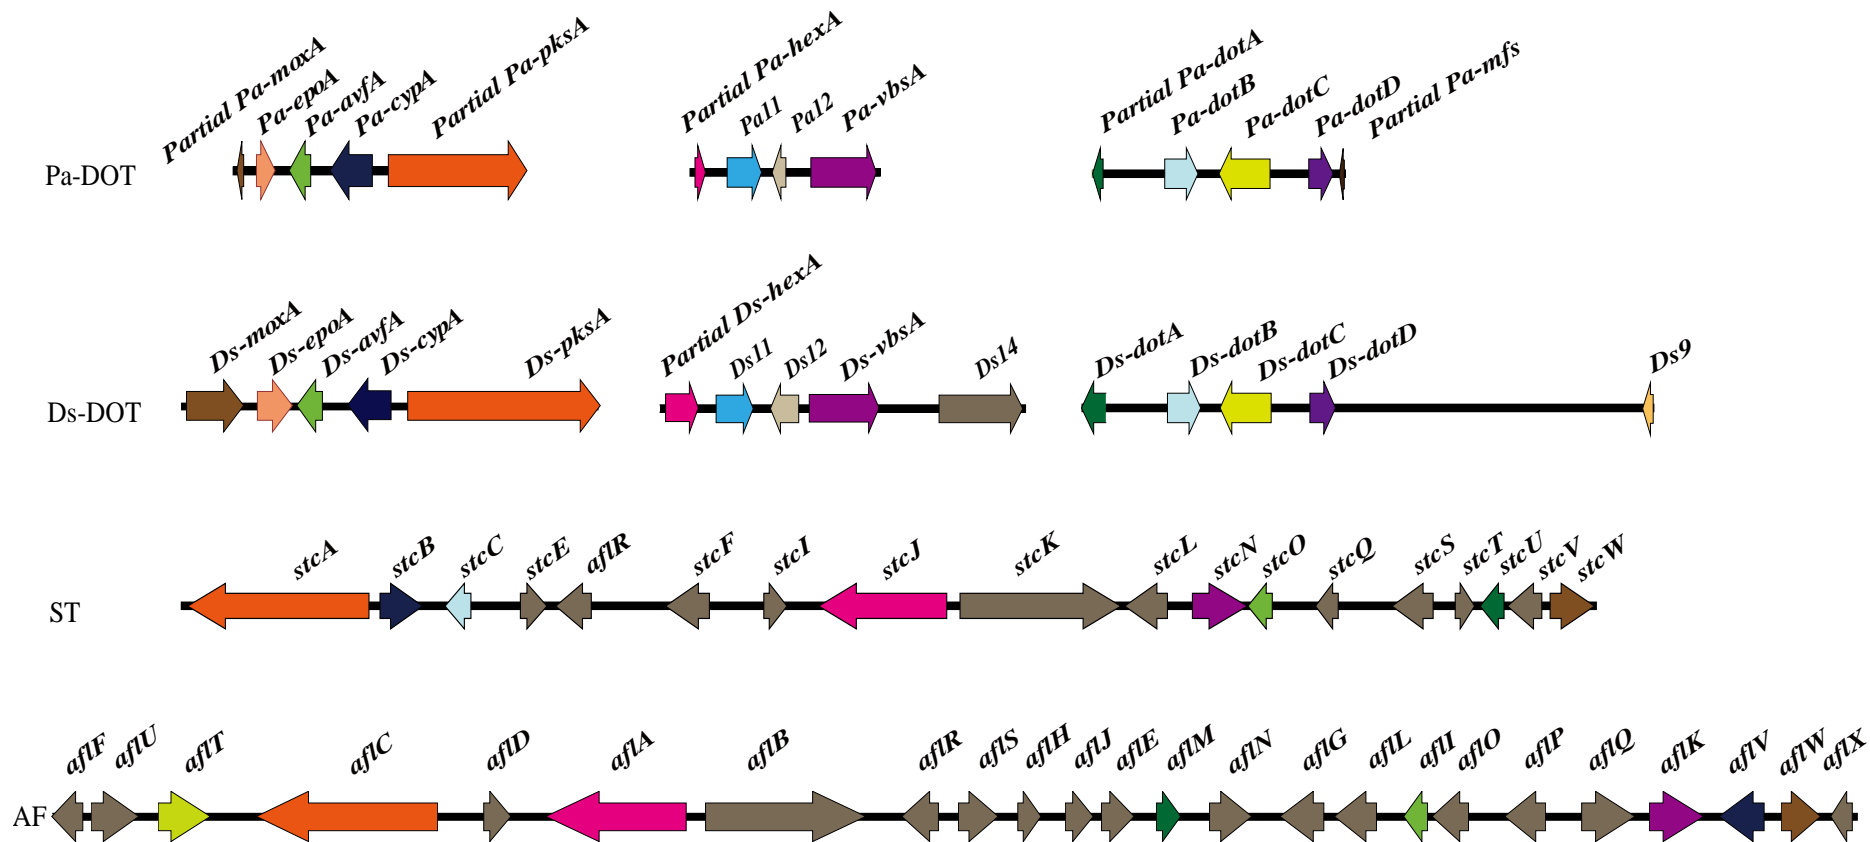 Partial Pa-moxA Pa-epoA Pa-avfA Pa-cypA Partial Pa-pksA Partial Pa-hexA Pa11 Pa12 Pa-vbsA Partial Pa-dotA Pa-dotB Pa-dotC Pa-dotD Partial Pa-mfs
Pa-DOT
Ds-moxA Ds-epoA Ds-avfA Ds-cypA Ds-pksA Partial Ds-hexA Ds11 Ds12 Ds-vbsA Ds14 Ds-dotA Ds-dotB Ds-dotC Ds-dotD Ds9
Ds-DOT
stcA stcB stcC stcE aflR stcF stcI stcJ stcK stcL stcN stcO stcQ stcS stcT stcU stcV stcW
ST
aflF aflU aflT aflC aflD aflA aflB aflR aflS aflH aflJ aflE aflM aflN aflG aflL aflI aflO aflP aflQ aflK aflV aflW aflX
AF